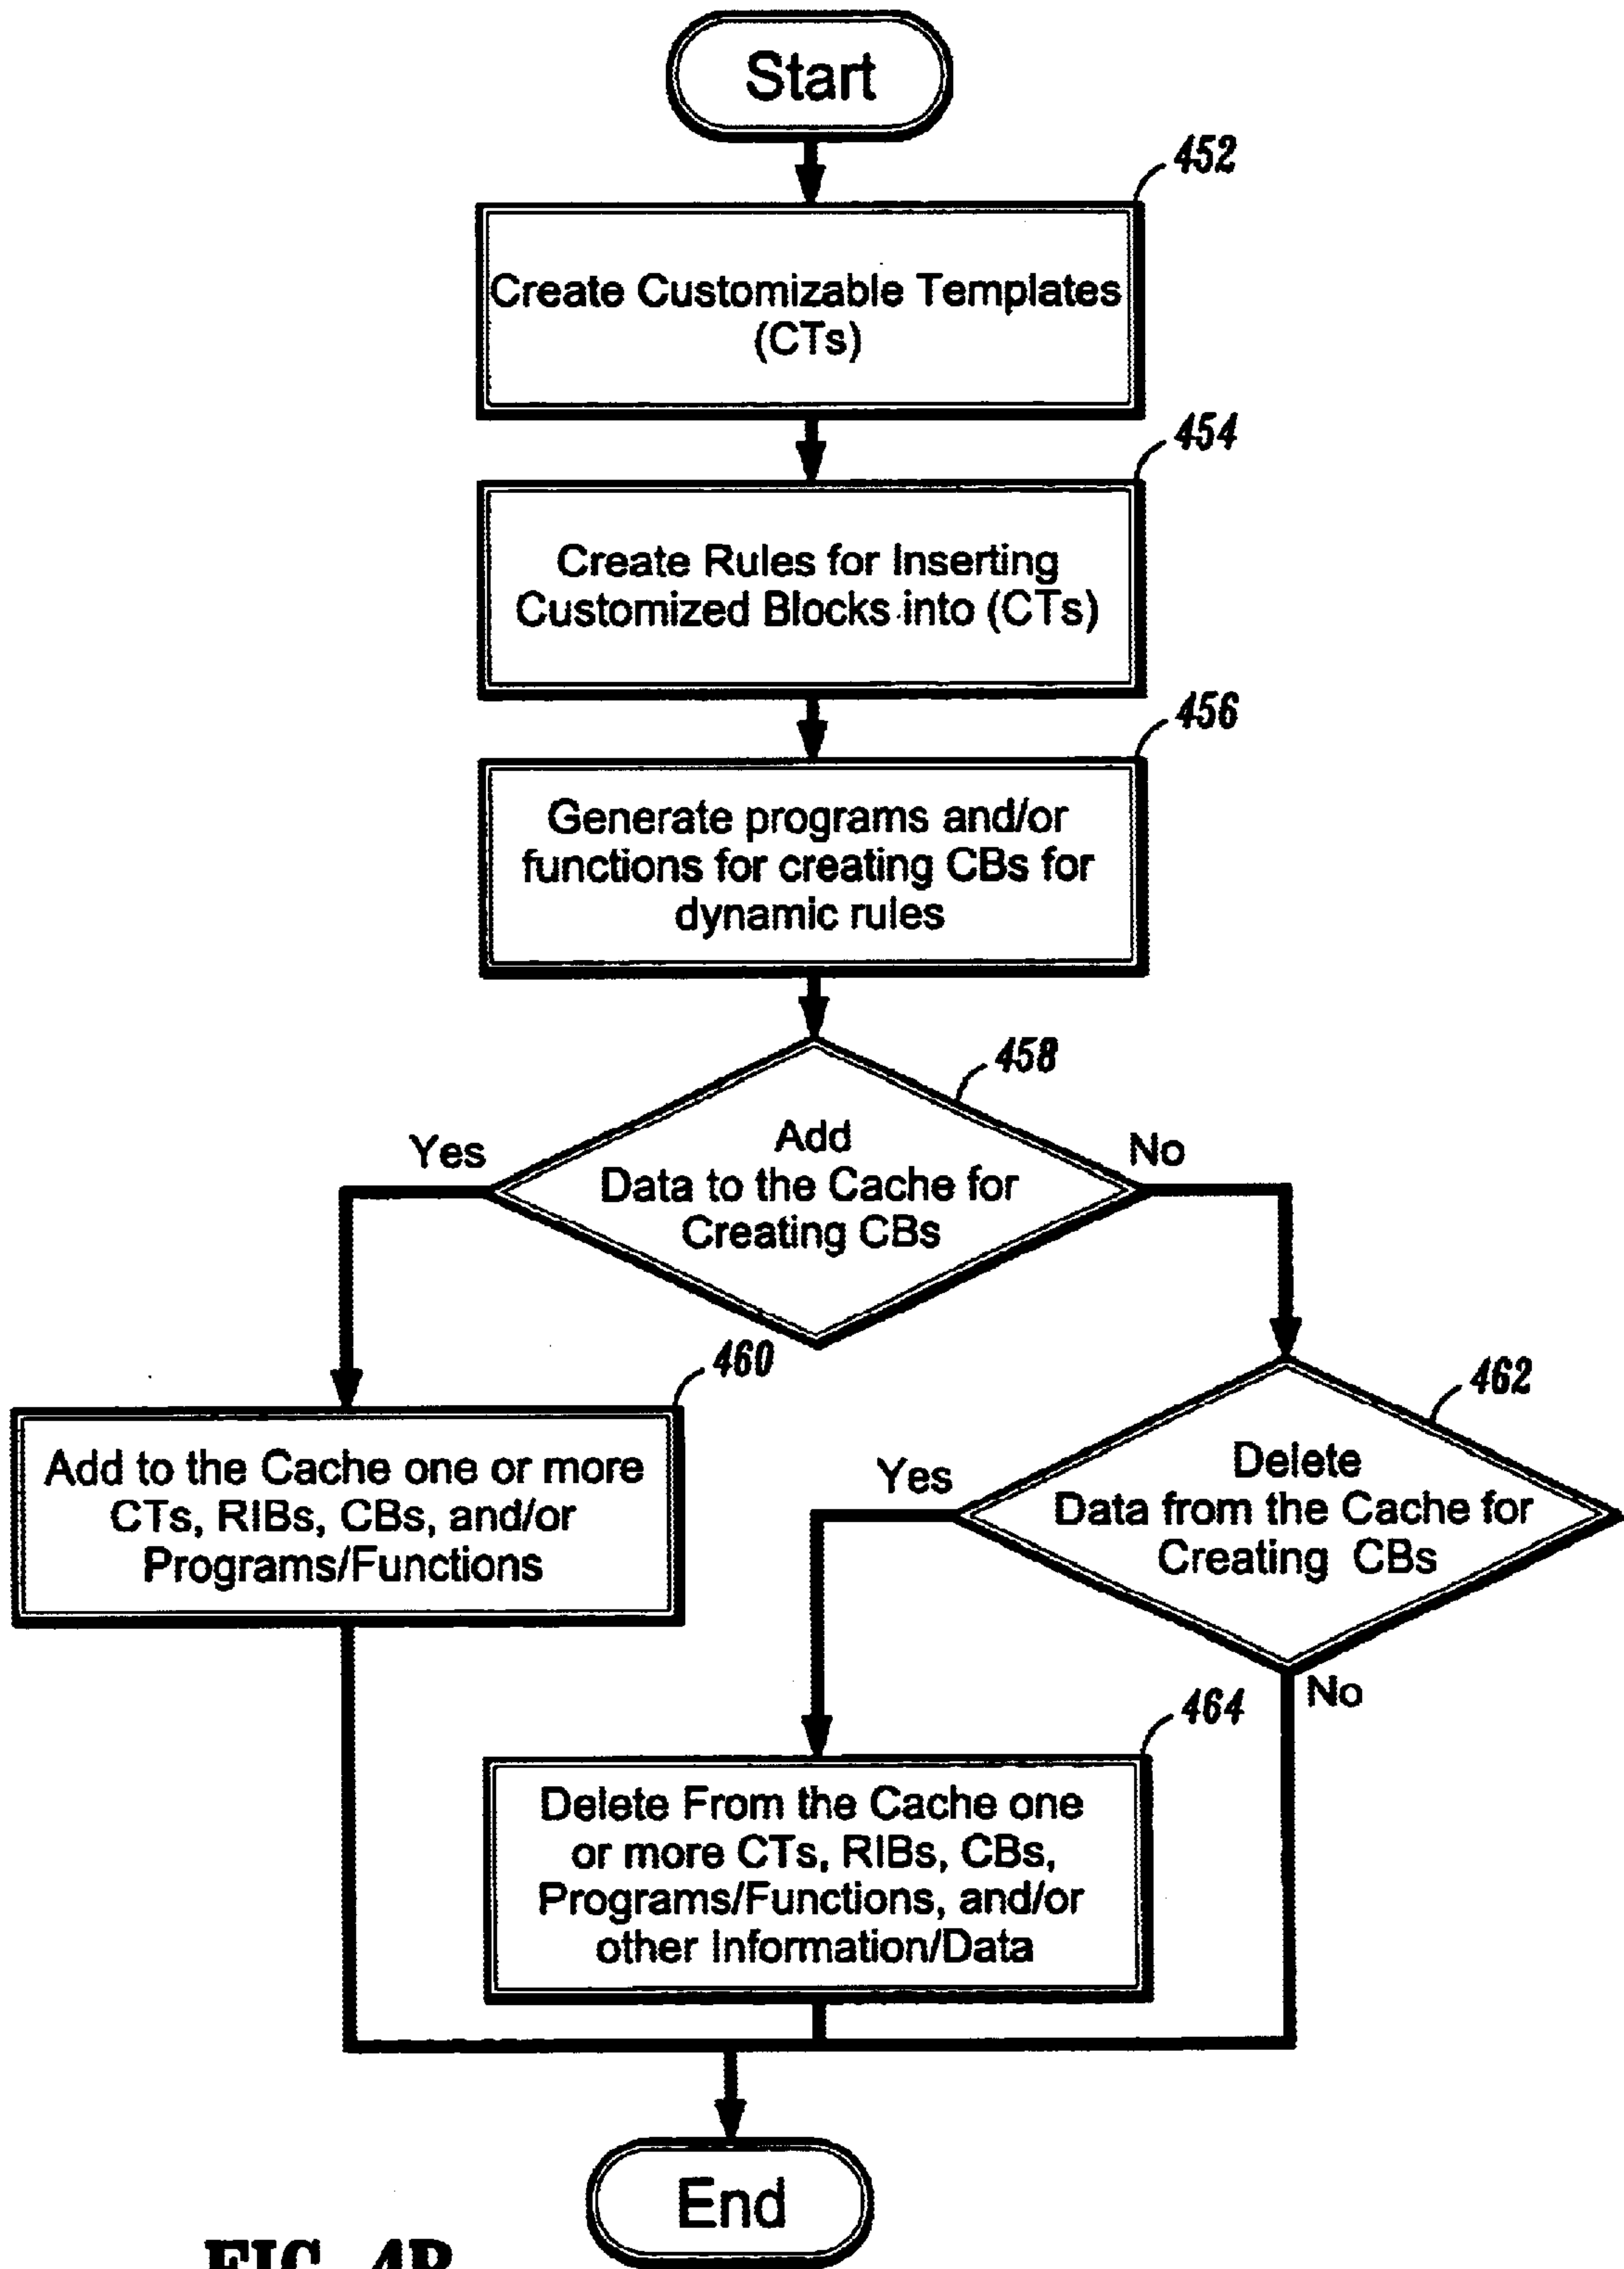 Start
452
Create Customizable Templates
(CTs)
454
Create Rules for Inserting
Customized Blocks into (CTs)
456
Generate programs and/or
functions for creating CBs for
dynamic rules
458
Add
Data to the Cache for
Creating CBs
Yes
No
460
Add to the Cache one or more
CTs, RIBs, CBs, and/or
Programs/Functions
462
Delete
Data from the Cache for
Creating CBs
Yes
No
464
Delete From the Cache one
or more CTs, RIBs, CBs,
Programs/Functions, and/or
other Information/Data
End
FIG. 4B